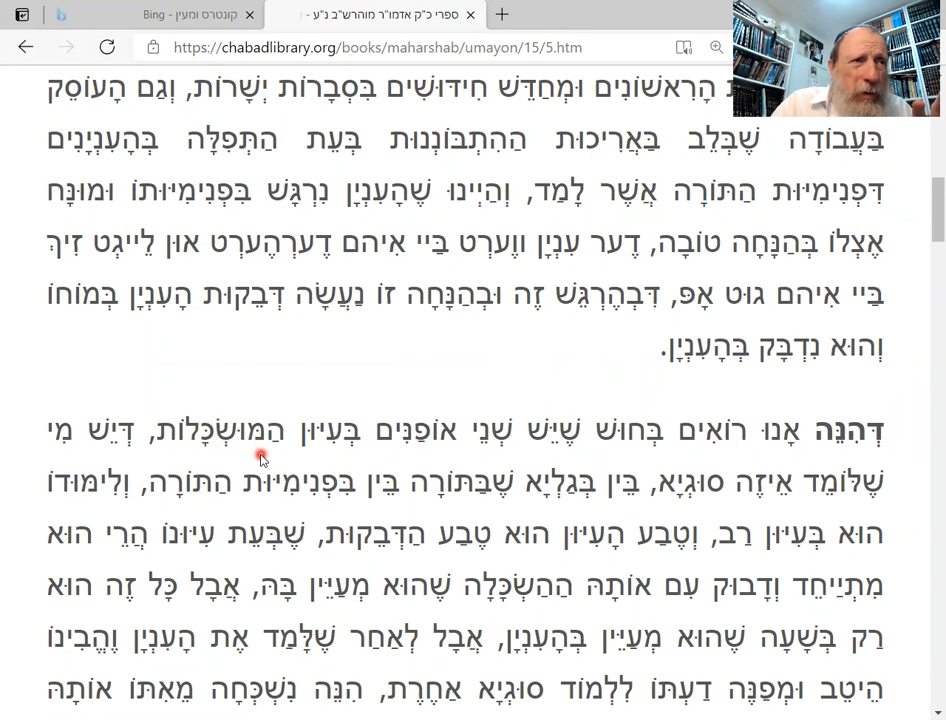 קונטרס ומעין - Bing
ספרי כ"ק אדמו"ר מוהרש"ב נ"ע -
https://chabadlibrary.org/books/maharshab/umayon/15/5.htm
הָרִאשׁוֹנִים וּמְחַדֵּשׁ חִידּוּשִׁים בִּסְבָרוֹת יְשָׁרוֹת, וְגַם הָעוֹסֵק
בַּעֲבוֹדָה שֶׁבְּלֵב בַּאֲרִיכוּת הַהִתְבּוֹנְנוּת בְּעֵת הַתְּפִלָּה בְּהָעִנְיָנִים
דִּפְנִימִיּוּת הַתּוֹרָה אֲשֶׁר לָמַד, וְהַיְינוּ שֶׁהָעִנְיָן נִרְגָּשׁ בִּפְנִימִיּוּתוֹ וּמוּנָּח
אֶצְלוֹ בְּהַנָּחָה טוֹבָה, דֶער עִנְיָן ווֶערְט בַּיי אִיהם דֶערְהֶערְט אוּן לֵייגְט זִיךְ
בַּיי אִיהם גוּט אָפּ, דִּבְהֶרְגֵּשׁ זֶה וּבְהַנָּחָה זוֹ נַעֲשָׂה דְּבֵקוּת הָעִנְיָן בְּמוֹחוֹ
וְהוּא נִדְבָּק בְּהָעִנְיָן.
דְּהִנֵּה אָנוּ רוֹאִים בְּחוּשׁ שֶׁיֵּשׁ שְׁנֵי אוֹפַנִּים בְּעִיּוּן הַמּוּשְׂכָּלוֹת, דְּיֵשׁ מִי
שֶׁלּוֹמֵד אֵיזֶה סוּגְיָא, בֵּין בְּגַלְיָא שֶׁבַּתּוֹרָה בֵּין בִּפְנִימִיּוּת הַתּוֹרָה, וְלִימּוּדוֹ
הוּא בְּעִיּוּן רַב, וְטֶבַע הָעִיּוּן הוּא טֶבַע הַדְּבֵקוּת, שֶׁבְּעֵת עִיּוּנוֹ הֲרֵי הוּא
מִתְיַיחֵד וְדָבוּק עִם אוֹתָהּ הַהַשְׂכָּלָה שֶׁהוּא מְעַיֵּין בָּהּ, אֲבָל כָּל זֶה הוּא
רַק בְּשָׁעָה שֶׁהוּא מְעַיֵּין בְּהָעִנְיָן, אֲבָל לְאַחַר שֶׁלָּמַד אֶת הָעִנְיָן וֶהֱבִינוֹ
הֵיטֵב וּמְפַנֶּה דַעְתּוֹ לִלְמוֹד סוּגְיָא אַחֶרֶת, הִנֵּה נִשְׁכְּחָה מֵאִתּוֹ אוֹתָהּ